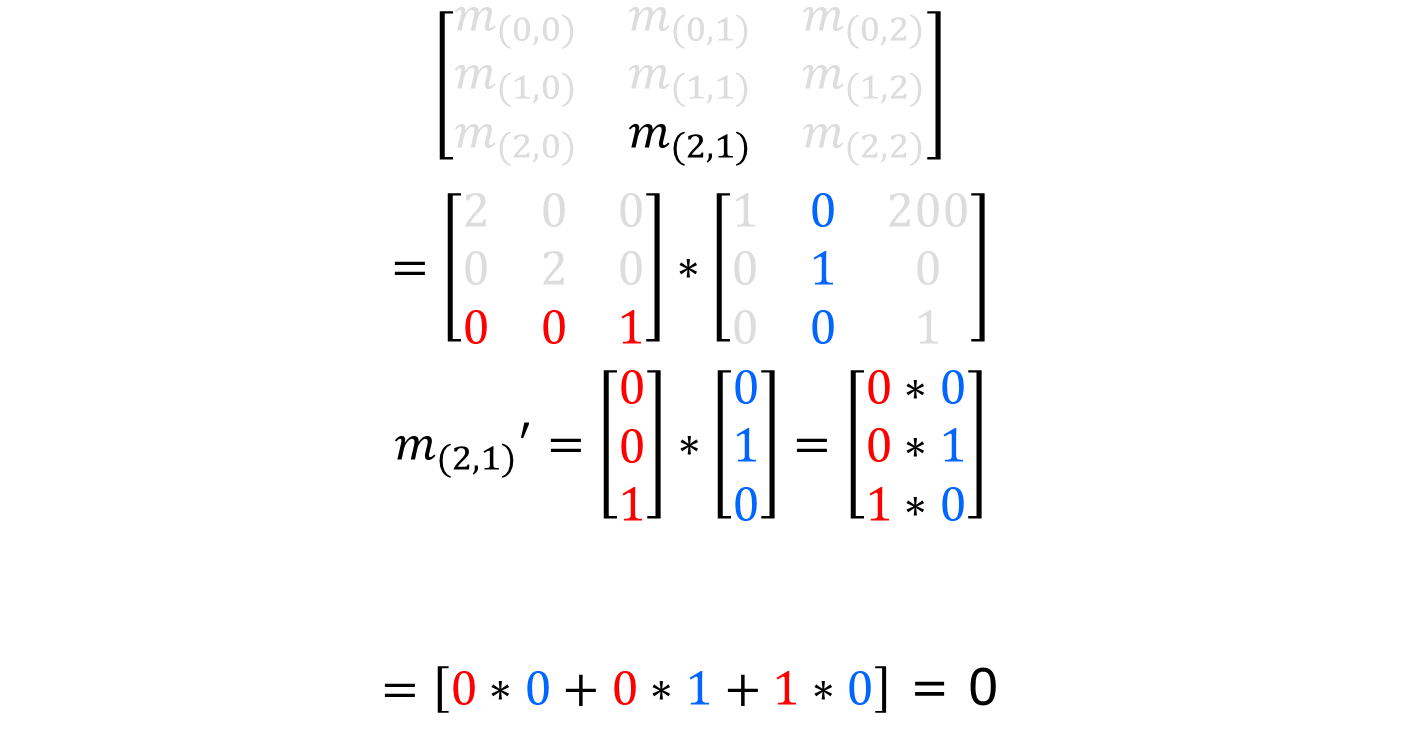 m(0,0) m(0,1) m(0,2)
m(1,0) m(1,1) m(1,2)
m(2,0) m(2,1) m(2,2)
= [2 0 0] * [1 0 200]
[0 2 0] [0 1 0]
[0 0 1] [0 0 1]
m(2,1)′ = [0 0 1] * [0 1 0] = [0 * 0 0 * 1 1 * 0]
= [0 * 0 + 0 * 1 + 1 * 0] = 0